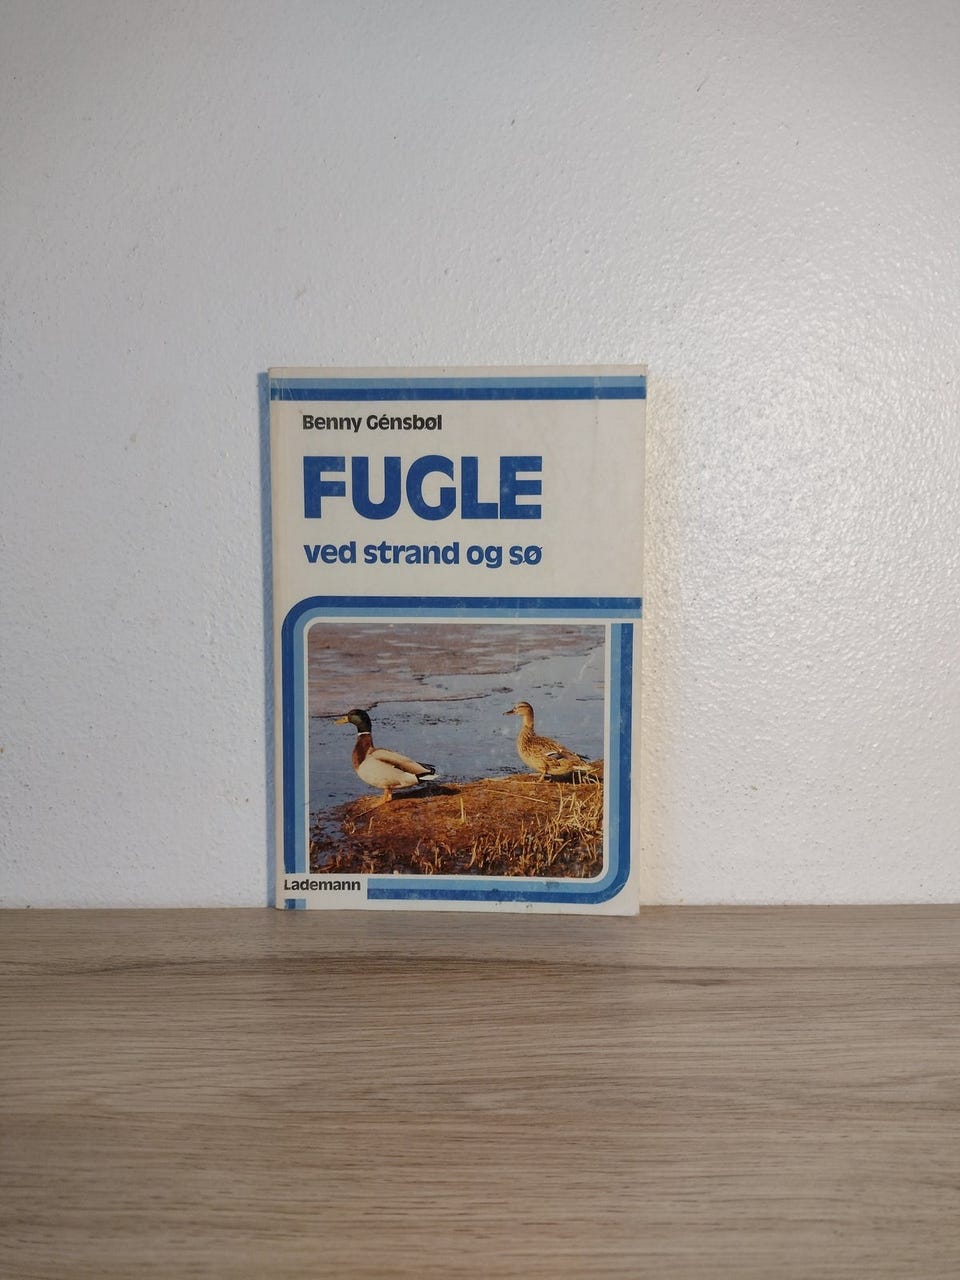 Benny Génsbøl
FUGLE
ved strand og sø
Lademann